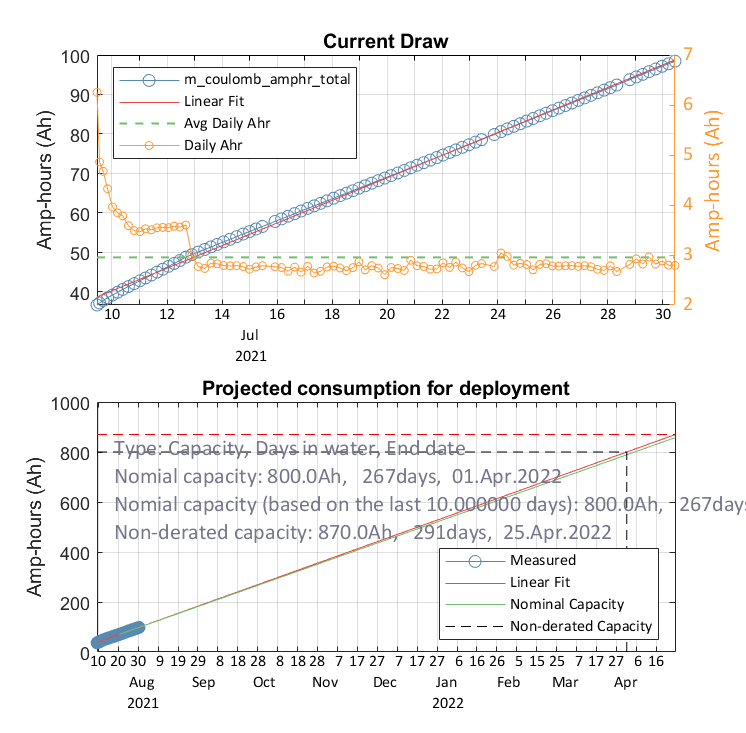 Current Draw
Amp-hours (Ah)
Amp-hours (Ah)
100
90
80
70
60
50
40
7
6
5
4
3
2
m_coulomb_amphr_total
Linear Fit
Avg Daily Ahr
Daily Ahr
10 12 14 16 18 20 22 24 26 28 30
Jul
2021
Projected consumption for deployment
Amp-hours (Ah)
1000
800
600
400
200
0
Type: Capacity, Days in water, End date
Nomial capacity: 800.0Ah, 267days, 01.Apr.2022
Nomial capacity (based on the last 10.000000 days): 800.0Ah, 267days
Non-derated capacity: 870.0Ah, 291days, 25.Apr.2022
Measured
Linear Fit
Nominal Capacity
Non-derated Capacity
10 20 30 9 19 29 8 18 28 8 18 28 7 17 27 7 17 27 6 16 26 5 15 25 7 17 27 6 16
Aug Sep Oct Nov Dec Jan Feb Mar Apr
2021 2022